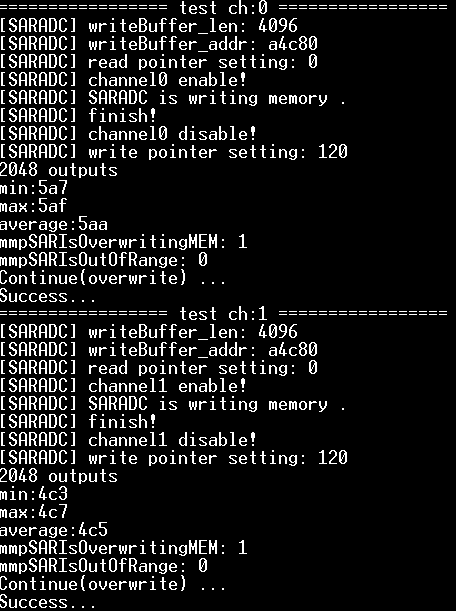 ================= test ch:0 =================
[SARADC] writeBuffer_len: 4096
[SARADC] writeBuffer_addr: a4c80
[SARADC] read pointer setting: 0
[SARADC] channel0 enable!
[SARADC] SARADC is writing memory .
[SARADC] finish!
[SARADC] channel0 disable!
[SARADC] write pointer setting: 120
2048 outputs
min:5a7
max:5af
average:5aa
mmpSARIsOverwritingMEM: 1
mmpSARIsOutOfRange: 0
Continue(overwrite) ...
Success...
================= test ch:1 =================
[SARADC] writeBuffer_len: 4096
[SARADC] writeBuffer_addr: a4c80
[SARADC] read pointer setting: 0
[SARADC] channel1 enable!
[SARADC] SARADC is writing memory .
[SARADC] finish!
[SARADC] channel1 disable!
[SARADC] write pointer setting: 120
2048 outputs
min:4c3
max:4c7
average:4c5
mmpSARIsOverwritingMEM: 1
mmpSARIsOutOfRange: 0
Continue(overwrite) ...
Success...